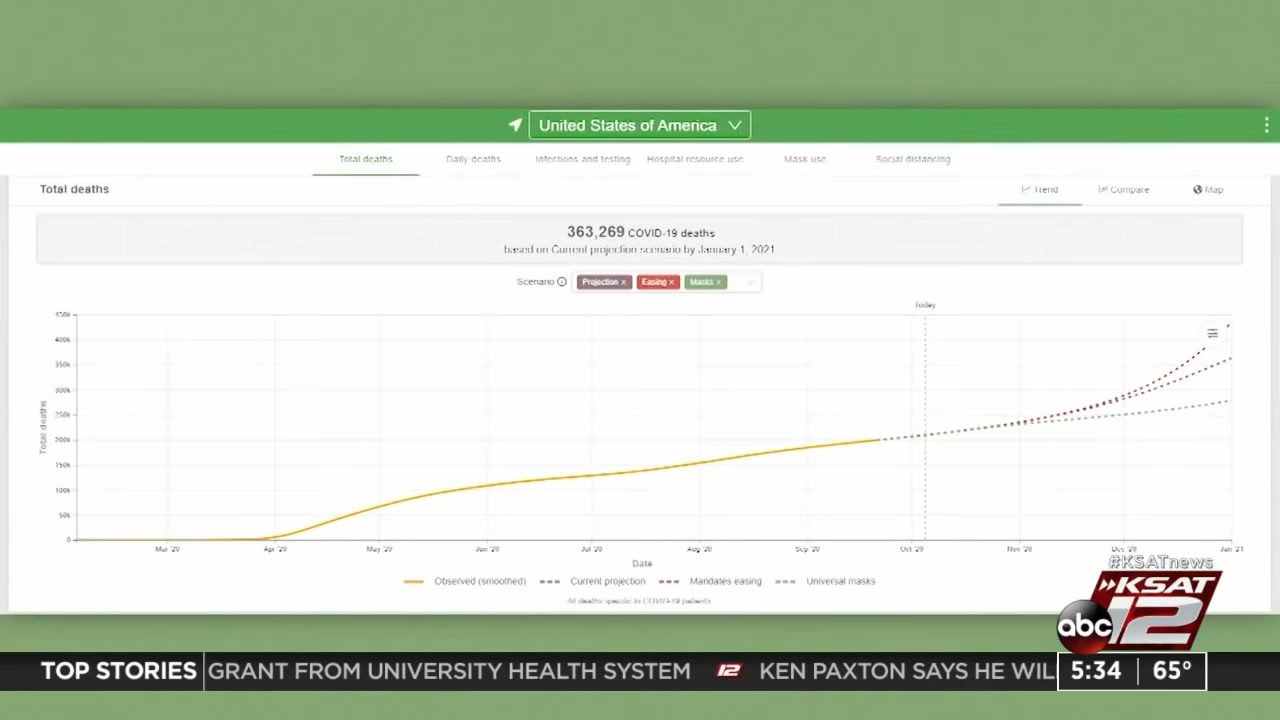 United States of America
Total deaths Daily deaths Infections and testing Hospital resource use Mask use Social distancing
Total deaths Trend Compare Map
363,269 COVID-19 deaths
based on Current projection scenario by January 1, 2021
Scenario Projection × Easing × Masks ×
Today
450k
400k
350k
300k
250k
200k
150k
100k
50k
0
Total deaths
Mar '20 Apr '20 May '20 Jun '20 Jul '20 Aug '20 Sep '20 Oct '20 Nov '20 Dec '20 Jan '21
Date
Observed (smoothed) Current projection Mandates easing Universal masks
All deaths specific to COVID-19 patients
#KSATnews
KSAT
abc 12
TOP STORIES GRANT FROM UNIVERSITY HEALTH SYSTEM 12 KEN PAXTON SAYS HE WIL 5:34 65°